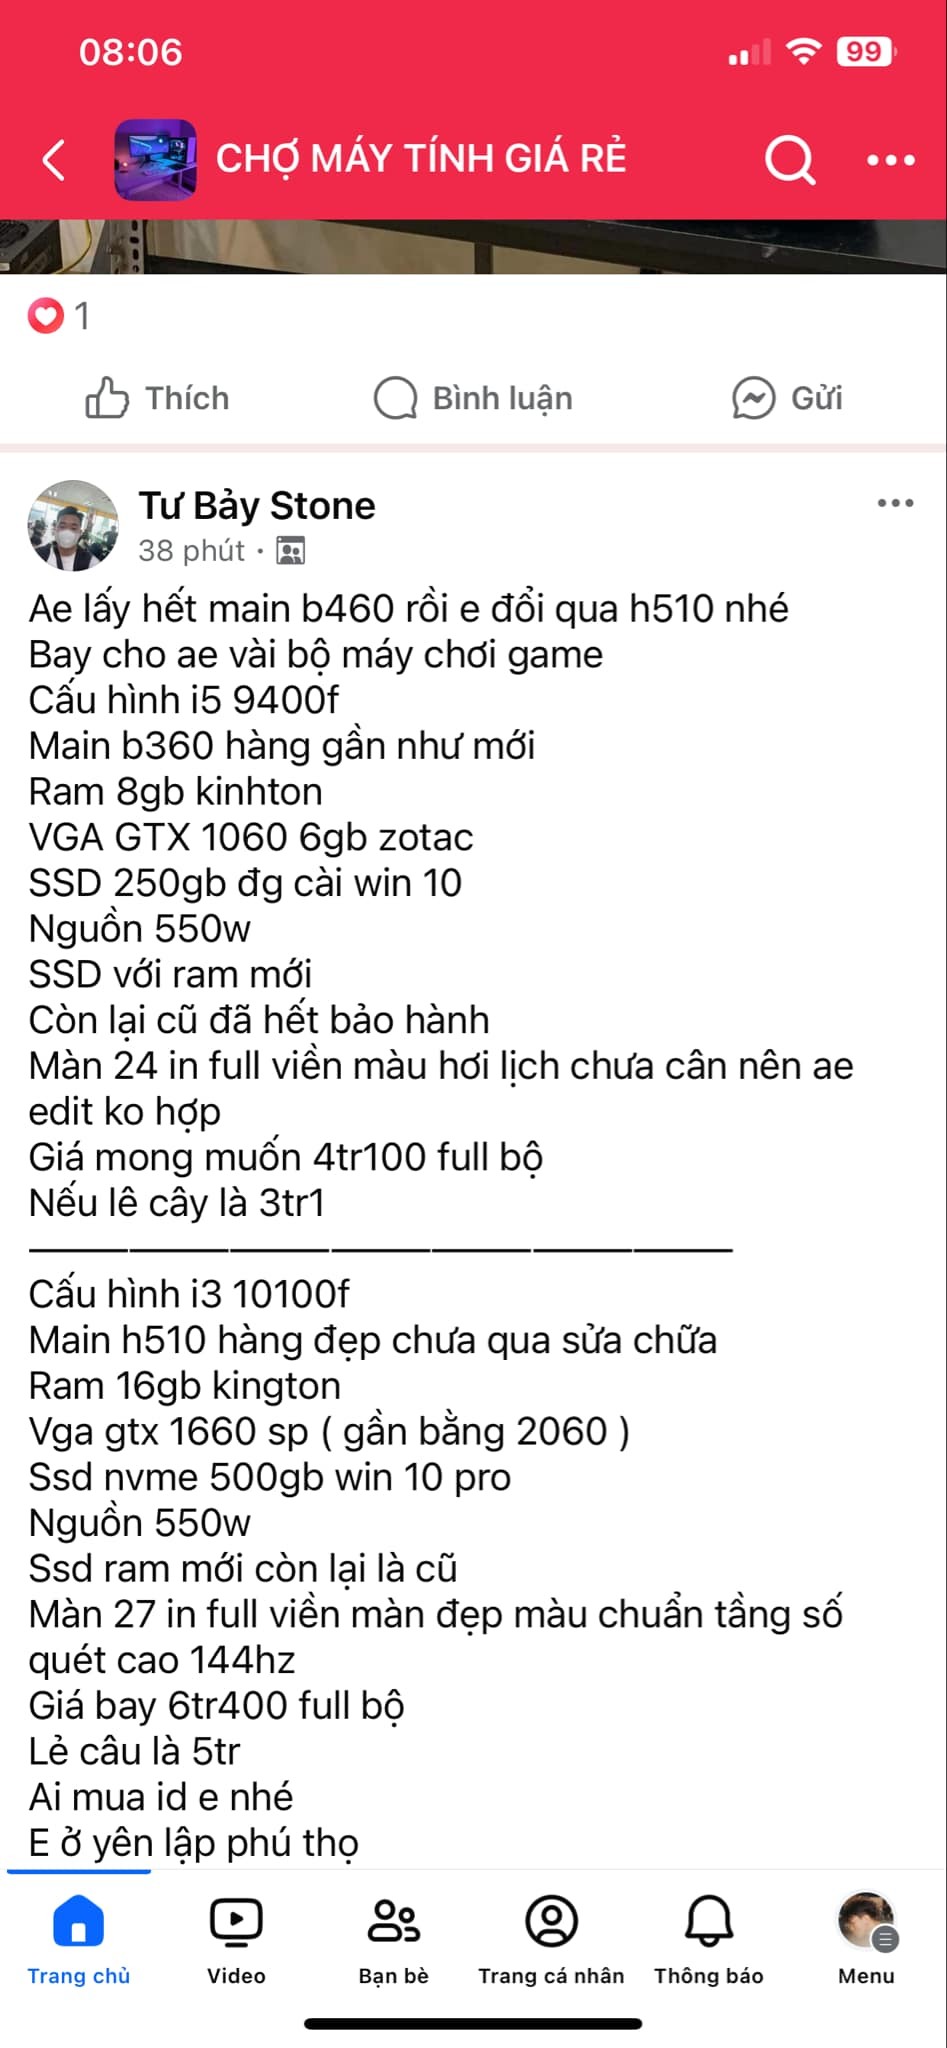 08:06
99
CHỢ MÁY TÍNH GIÁ RẺ
1
Thích
Bình luận
Gửi
Tư Bảy Stone
38 phút ·
Ae lấy hết main b460 rồi e đổi qua h510 nhé
Bay cho ae vài bộ máy chơi game
Cấu hình i5 9400f
Main b360 hàng gần như mới
Ram 8gb kinhton
VGA GTX 1060 6gb zotac
SSD 250gb đg cài win 10
Nguồn 550w
SSD với ram mới
Còn lại cũ đã hết bảo hành
Màn 24 in full viền màu hơi lịch chưa cân nên ae
edit ko hợp
Giá mong muốn 4tr100 full bộ
Nếu lê cây là 3tr1
———————
Cấu hình i3 10100f
Main h510 hàng đẹp chưa qua sửa chữa
Ram 16gb kington
Vga gtx 1660 sp ( gần bằng 2060 )
Ssd nvme 500gb win 10 pro
Nguồn 550w
Ssd ram mới còn lại là cũ
Màn 27 in full viền màn đẹp màu chuẩn tầng số
quét cao 144hz
Giá bay 6tr400 full bộ
Lẻ câu là 5tr
Ai mua id e nhé
E ở yên lập phú thọ
Trang chủ
Video
Bạn bè
Trang cá nhân
Thông báo
Menu